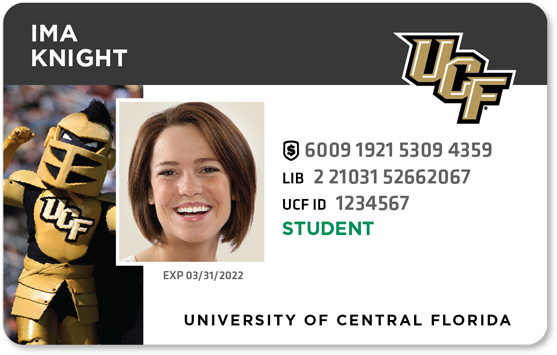 IMA
KNIGHT
UCF
6009 1921 5309 4359
LIB 2 21031 52662067
UCF ID 1234567
STUDENT
UCF
EXP 03/31/2022
UNIVERSITY OF CENTRAL FLORIDA